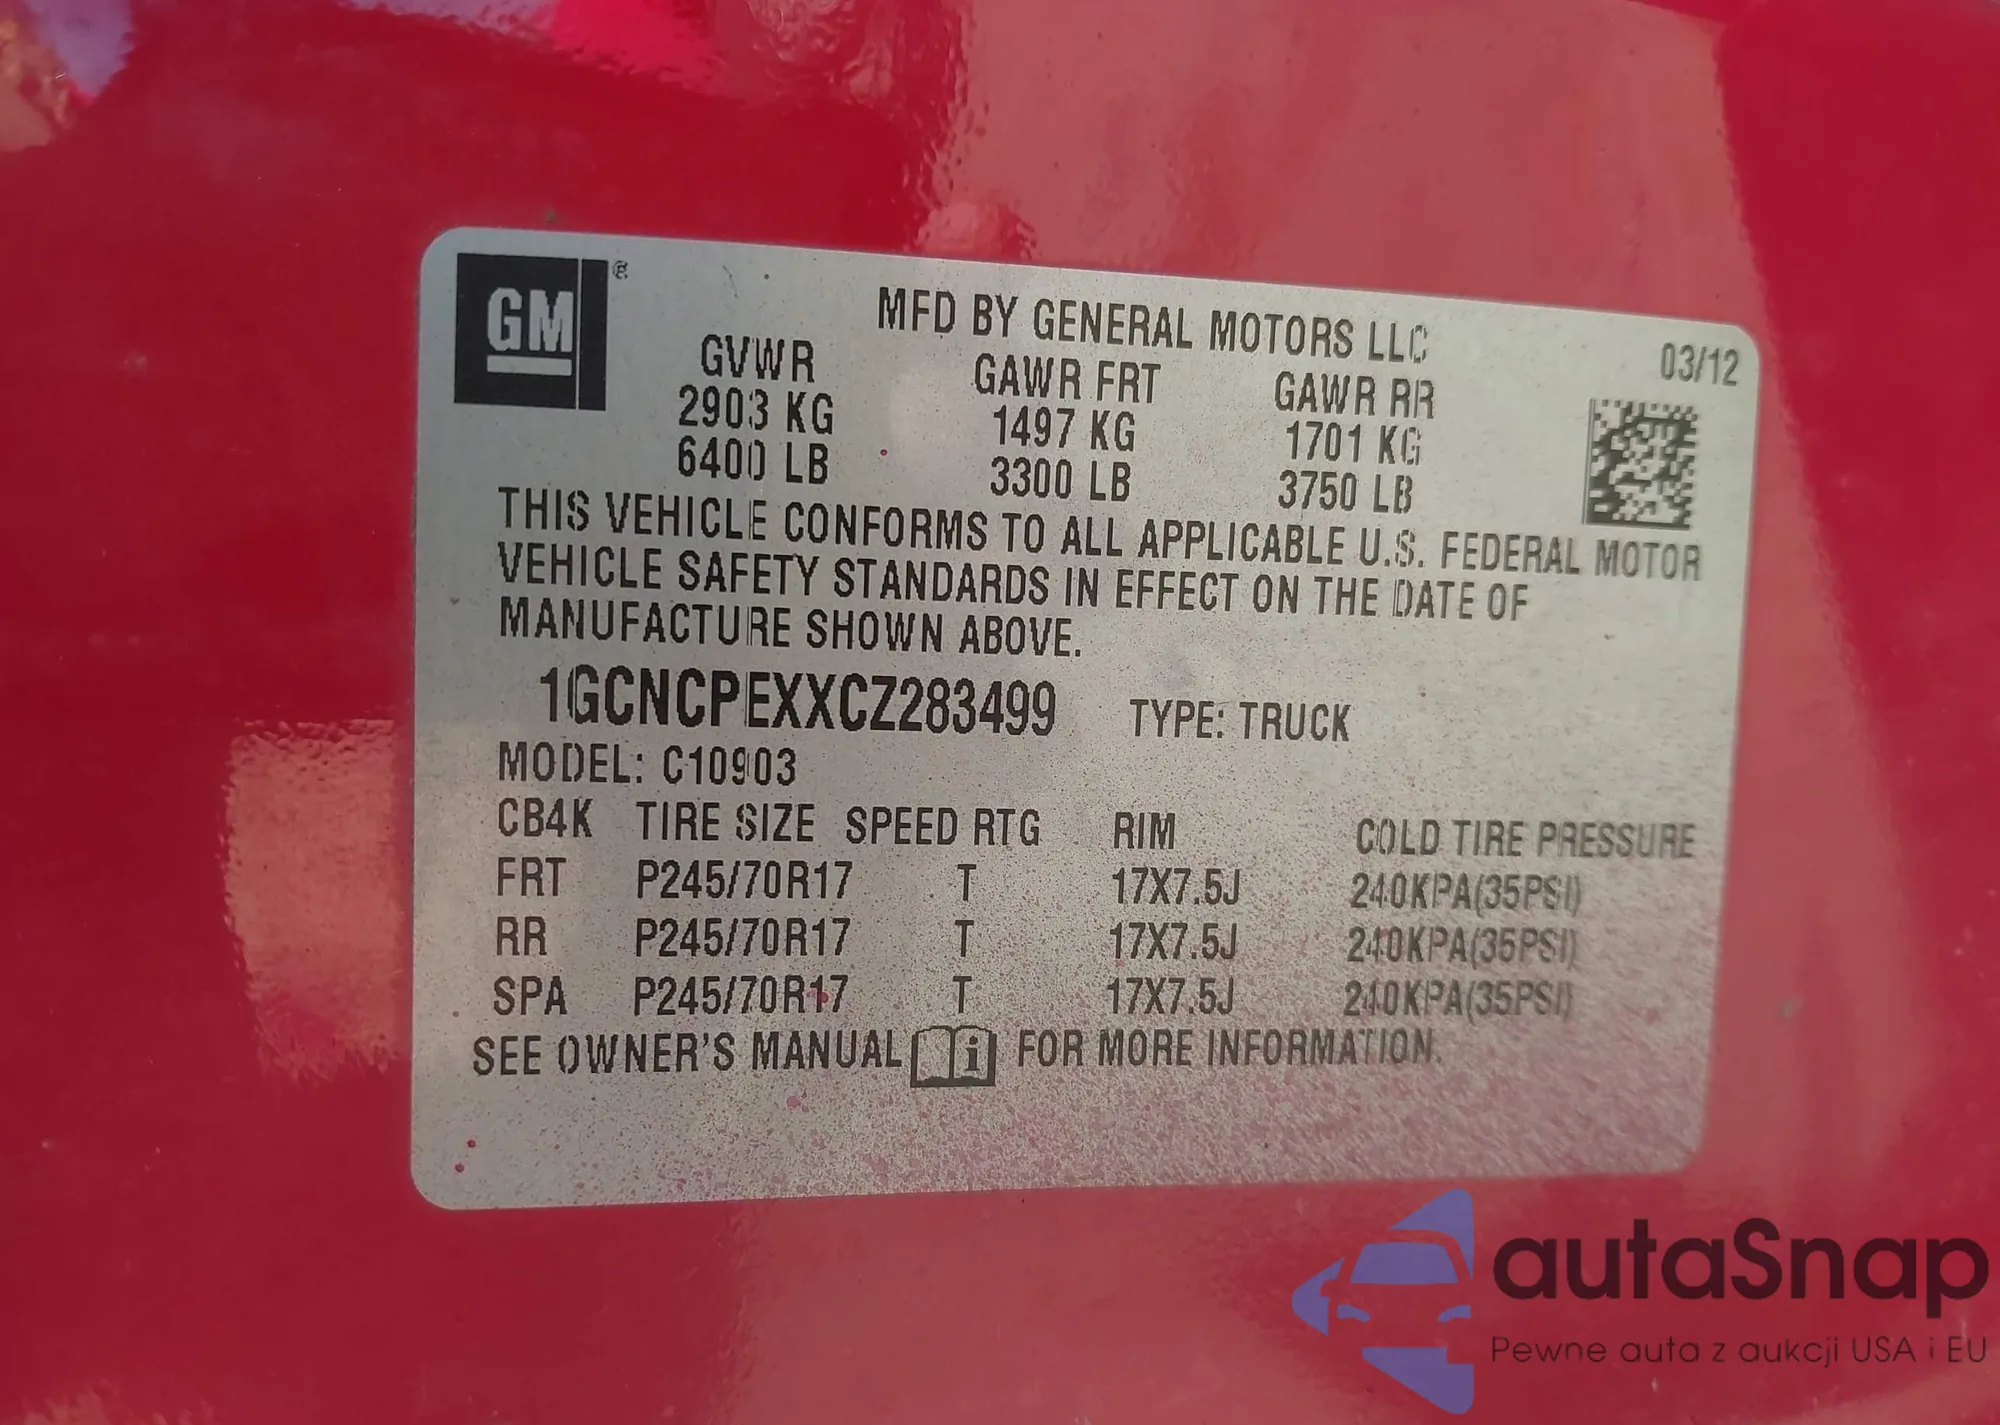 GM ®
MFD BY GENERAL MOTORS LLC
03/12
GVWR GAWR FRT GAWR RR
2903 KG 1497 KG 1701 KG
6400 LB 3300 LB 3750 LB
THIS VEHICLE CONFORMS TO ALL APPLICABLE U.S. FEDERAL MOTOR
VEHICLE SAFETY STANDARDS IN EFFECT ON THE DATE OF
MANUFACTURE SHOWN ABOVE.
1GCNCPEXXCZ283499 TYPE: TRUCK
MODEL: C10903
CB4K TIRE SIZE SPEED RTG RIM COLD TIRE PRESSURE
FRT P245/70R17 T 17X7.5J 240KPA(35PSI)
RR P245/70R17 T 17X7.5J 240KPA(35PSI)
SPA P245/70R17 T 17X7.5J 240KPA(35PSI)
SEE OWNER'S MANUAL i FOR MORE INFORMATION.
autaSnap
Pewne auta z aukcji USA i EU